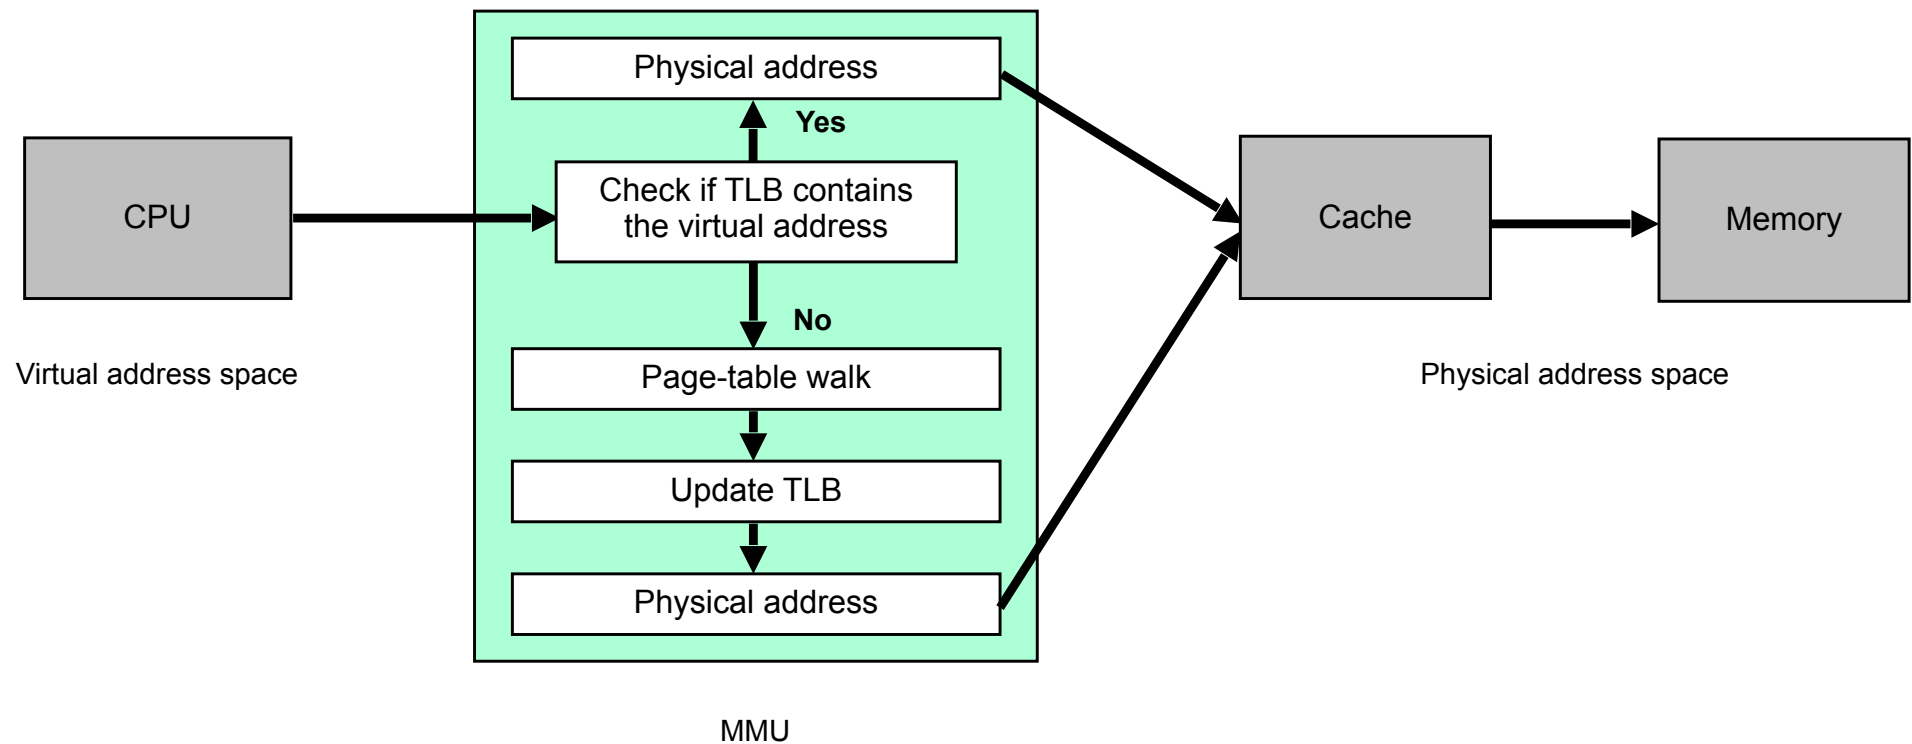 Physical address
Yes
CPU
Check if TLB contains
the virtual address
Cache
Memory
No
Virtual address space
Page-table walk
Physical address space
Update TLB
Physical address
MMU